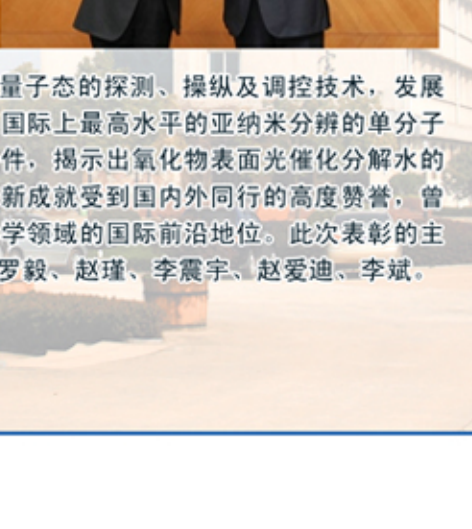 量子态的探测、操纵及调控技术，发展
国际上最高水平的亚纳米分辨的单分子
件，揭示出氧化物表面光催化分解水的
新成就受到国内外同行的高度赞誉，曾
学领域的国际前沿地位。此次表彰的主
罗毅、赵瑾、李震宇、赵爱迪、李斌。